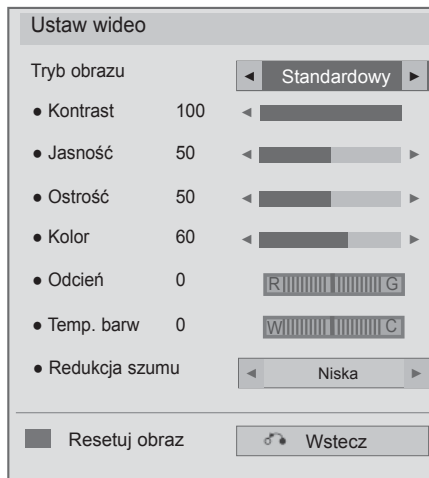 Ustaw wideo
Tryb obrazu ◄ Standardowy ►
● Kontrast 100 ◄
● Jasność 50 ◄ ►
● Ostrość 50 ◄ ►
● Kolor 60 ◄ ►
● Odcień 0 R G
● Temp. barw 0 W C
● Redukcja szumu ◄ Niska ►
Resetuj obraz Wstecz